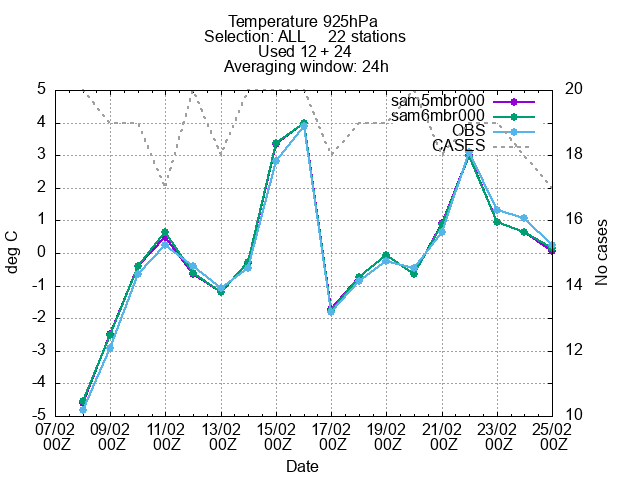 Temperature 925hPa
Selection: ALL 22 stations
Used 12 + 24
Averaging window: 24h
sam5mbr000
sam6mbr000
OBS
CASES
5
4
3
2
1
0
-1
-2
-3
-4
-5
deg C
20
18
16
14
12
10
No cases
07/02 09/02 11/02 13/02 15/02 17/02 19/02 21/02 23/02 25/02
00Z 00Z 00Z 00Z 00Z 00Z 00Z 00Z 00Z 00Z
Date